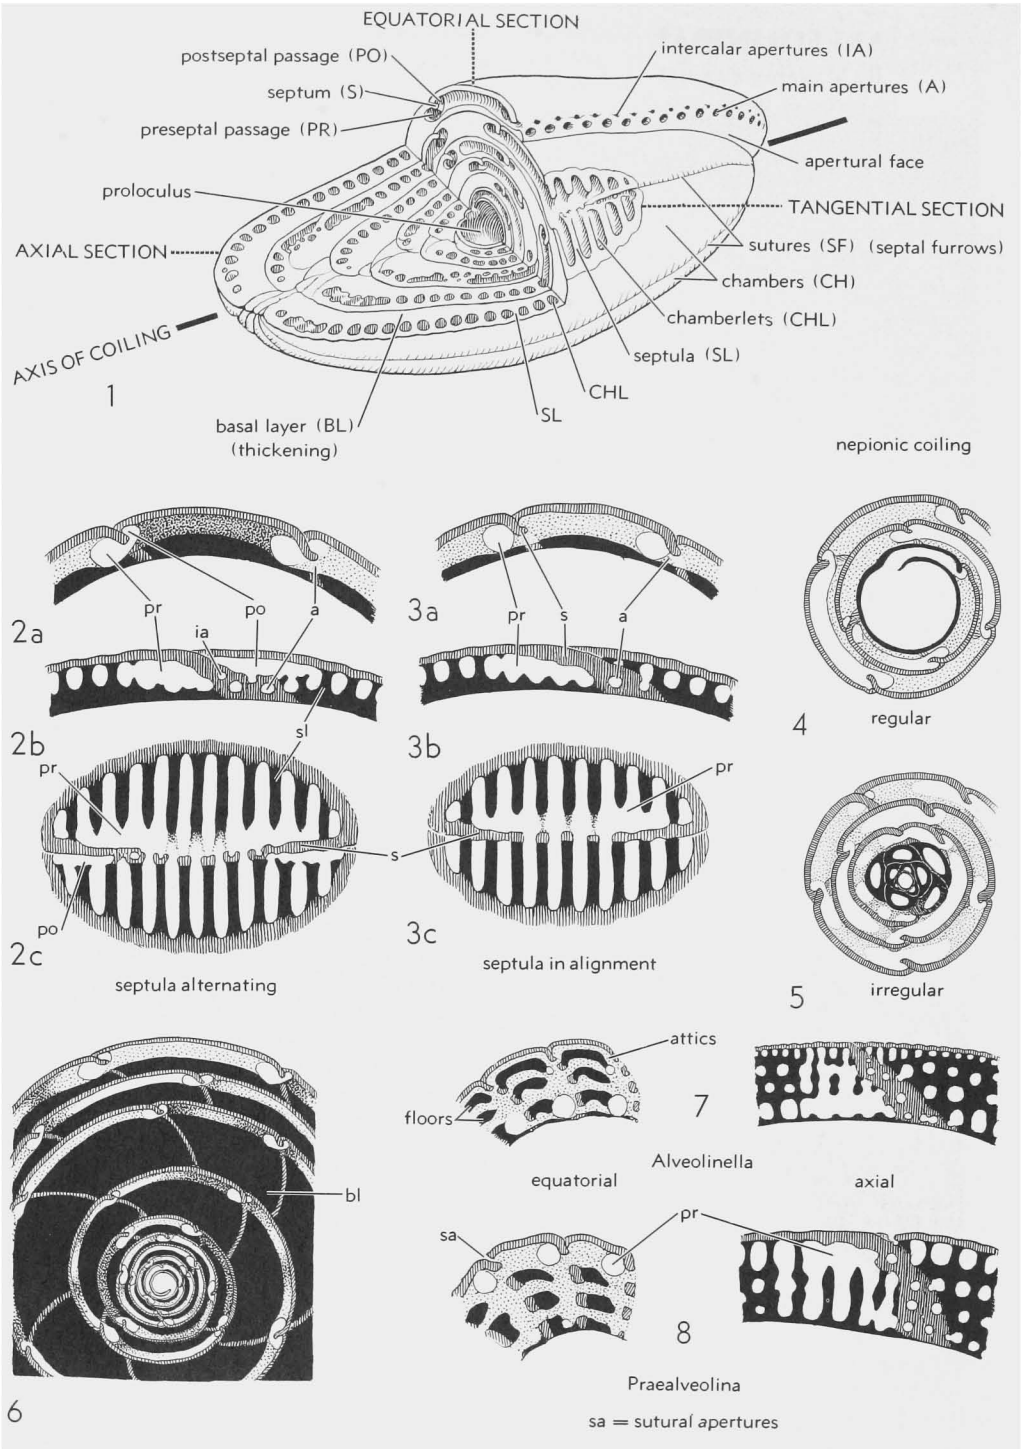 EQUATORIAL SECTION
postseptal passage (PO)
intercalar apertures (IA)
septum (S)
main apertures (A)
preseptal passage (PR)
apertural face
proloculus
TANGENTIAL SECTION
AXIAL SECTION
sutures (SF) (septal furrows)
chambers (CH)
chamberlets (CHL)
AXIS OF COILING
septula (SL)
1
CHL
SL
basal layer (BL)
(thickening)
nepionic coiling
pr
po
a
2a
ia
pr
s
a
3a
2b
sl
3b
4
regular
pr
pr
s
po
2c
3c
septula alternating
septula in alignment
5
irregular
attics
floors
7
Alveolinella
equatorial
axial
bl
pr
sa
8
Praealveolina
6
sa = sutural apertures